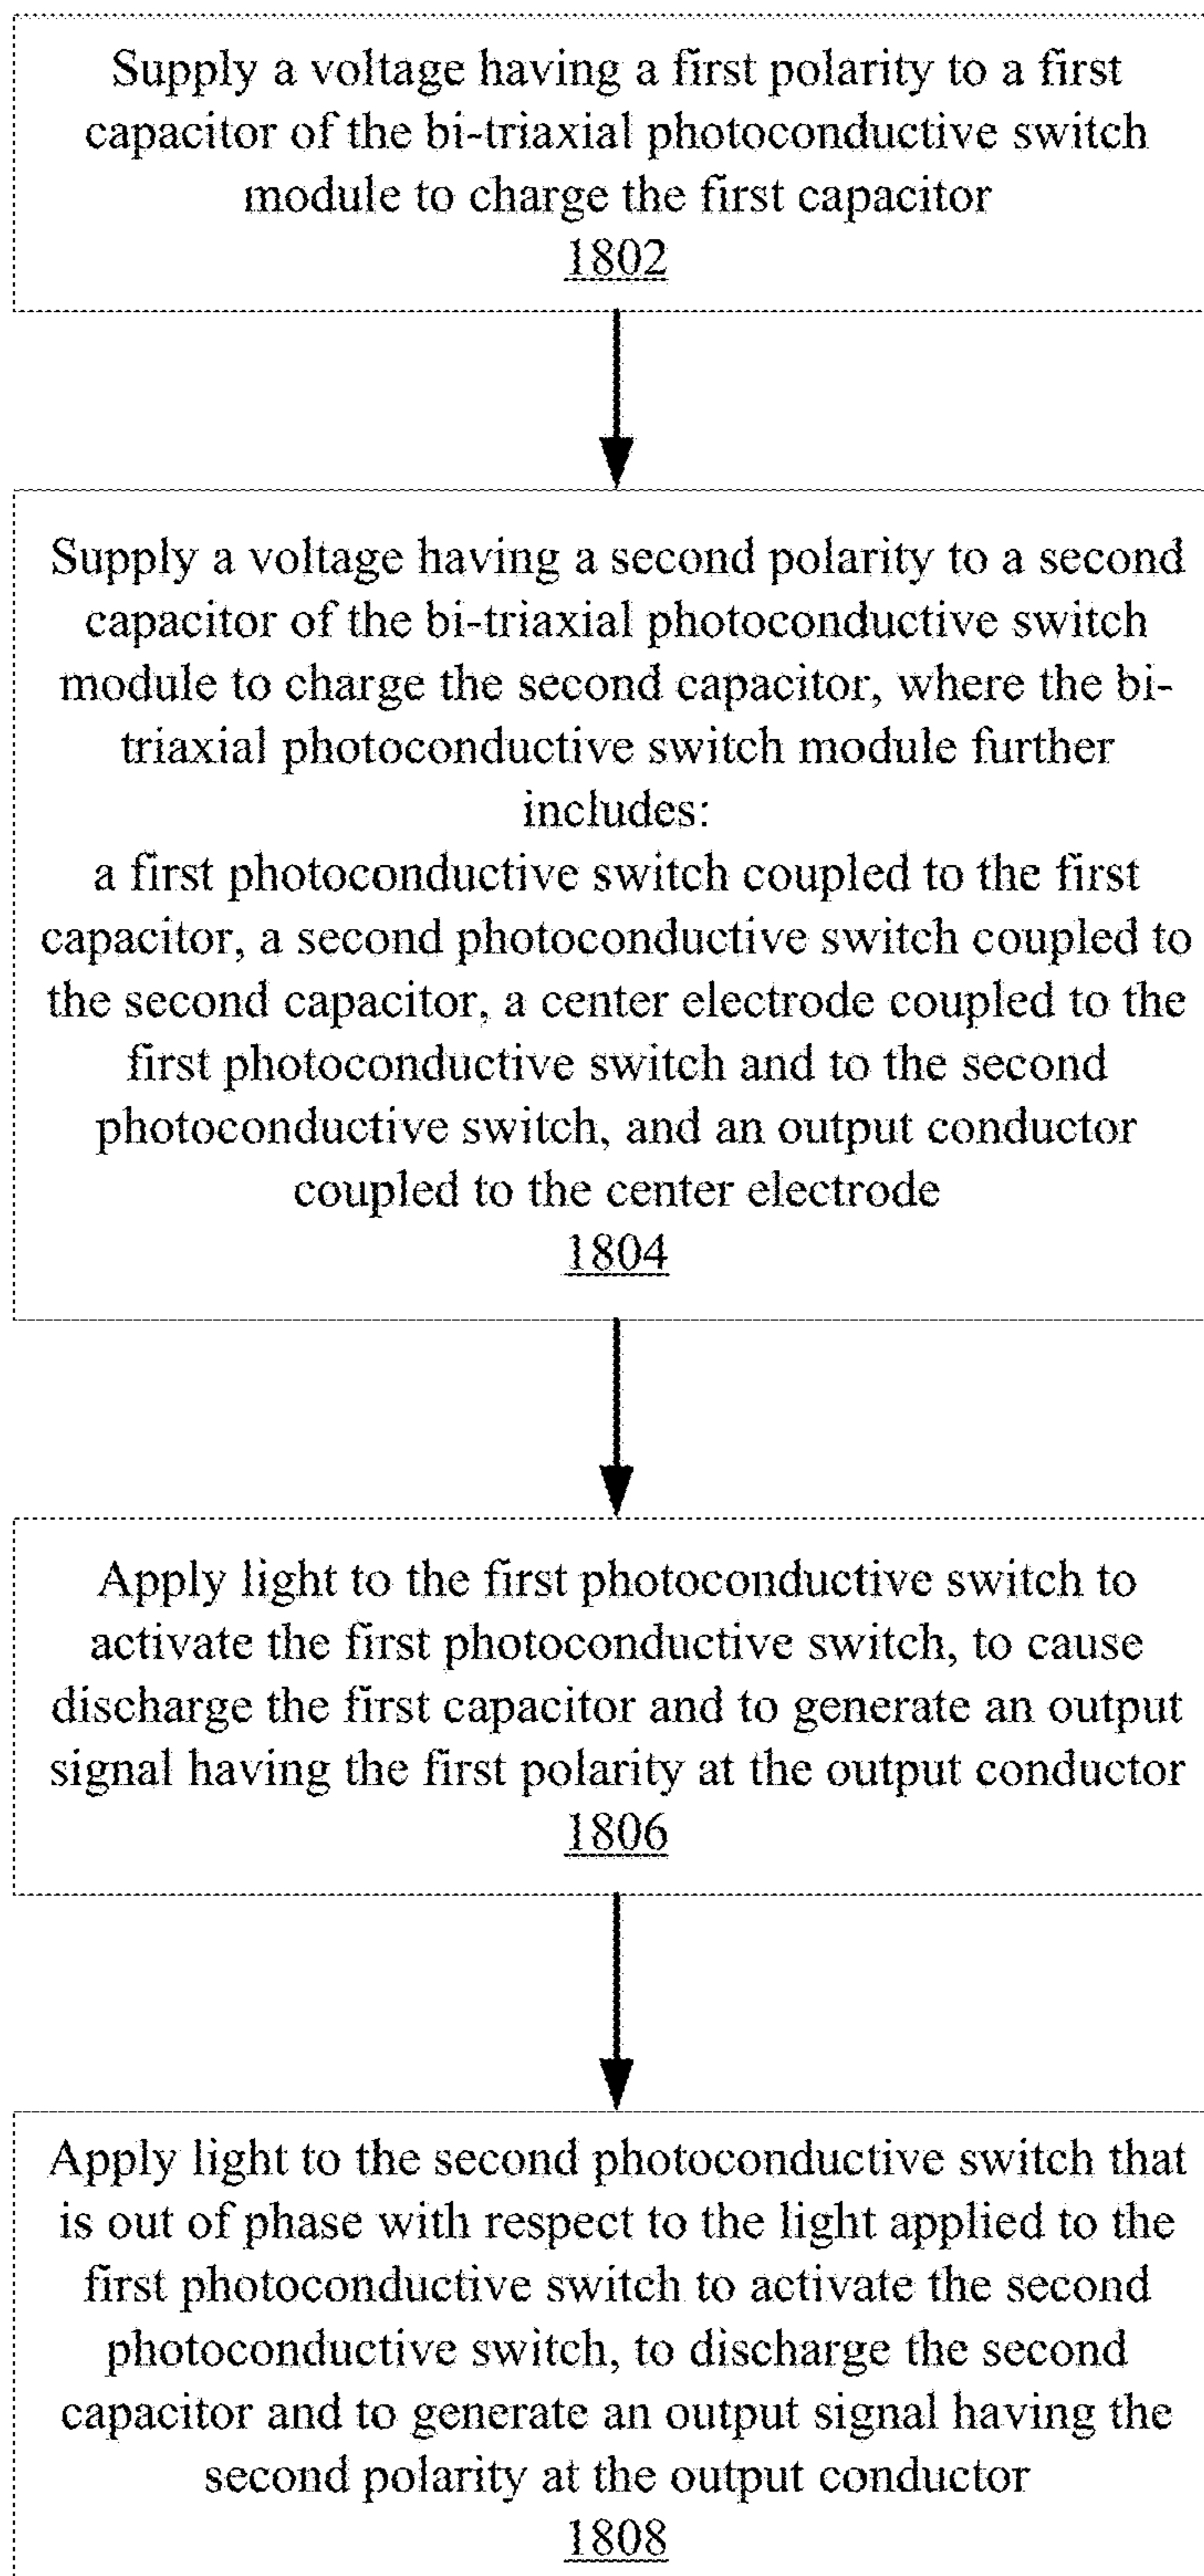 Supply a voltage having a first polarity to a first
capacitor of the bi-triaxial photoconductive switch
module to charge the first capacitor
1802
Supply a voltage having a second polarity to a second
capacitor of the bi-triaxial photoconductive switch
module to charge the second capacitor, where the bi-
triaxial photoconductive switch module further
includes:
a first photoconductive switch coupled to the first
capacitor, a second photoconductive switch coupled to
the second capacitor, a center electrode coupled to the
first photoconductive switch and to the second
photoconductive switch, and an output conductor
coupled to the center electrode
1804
Apply light to the first photoconductive switch to
activate the first photoconductive switch, to cause
discharge the first capacitor and to generate an output
signal having the first polarity at the output conductor
1806
Apply light to the second photoconductive switch that
is out of phase with respect to the light applied to the
first photoconductive switch to activate the second
photoconductive switch, to discharge the second
capacitor and to generate an output signal having the
second polarity at the output conductor
1808